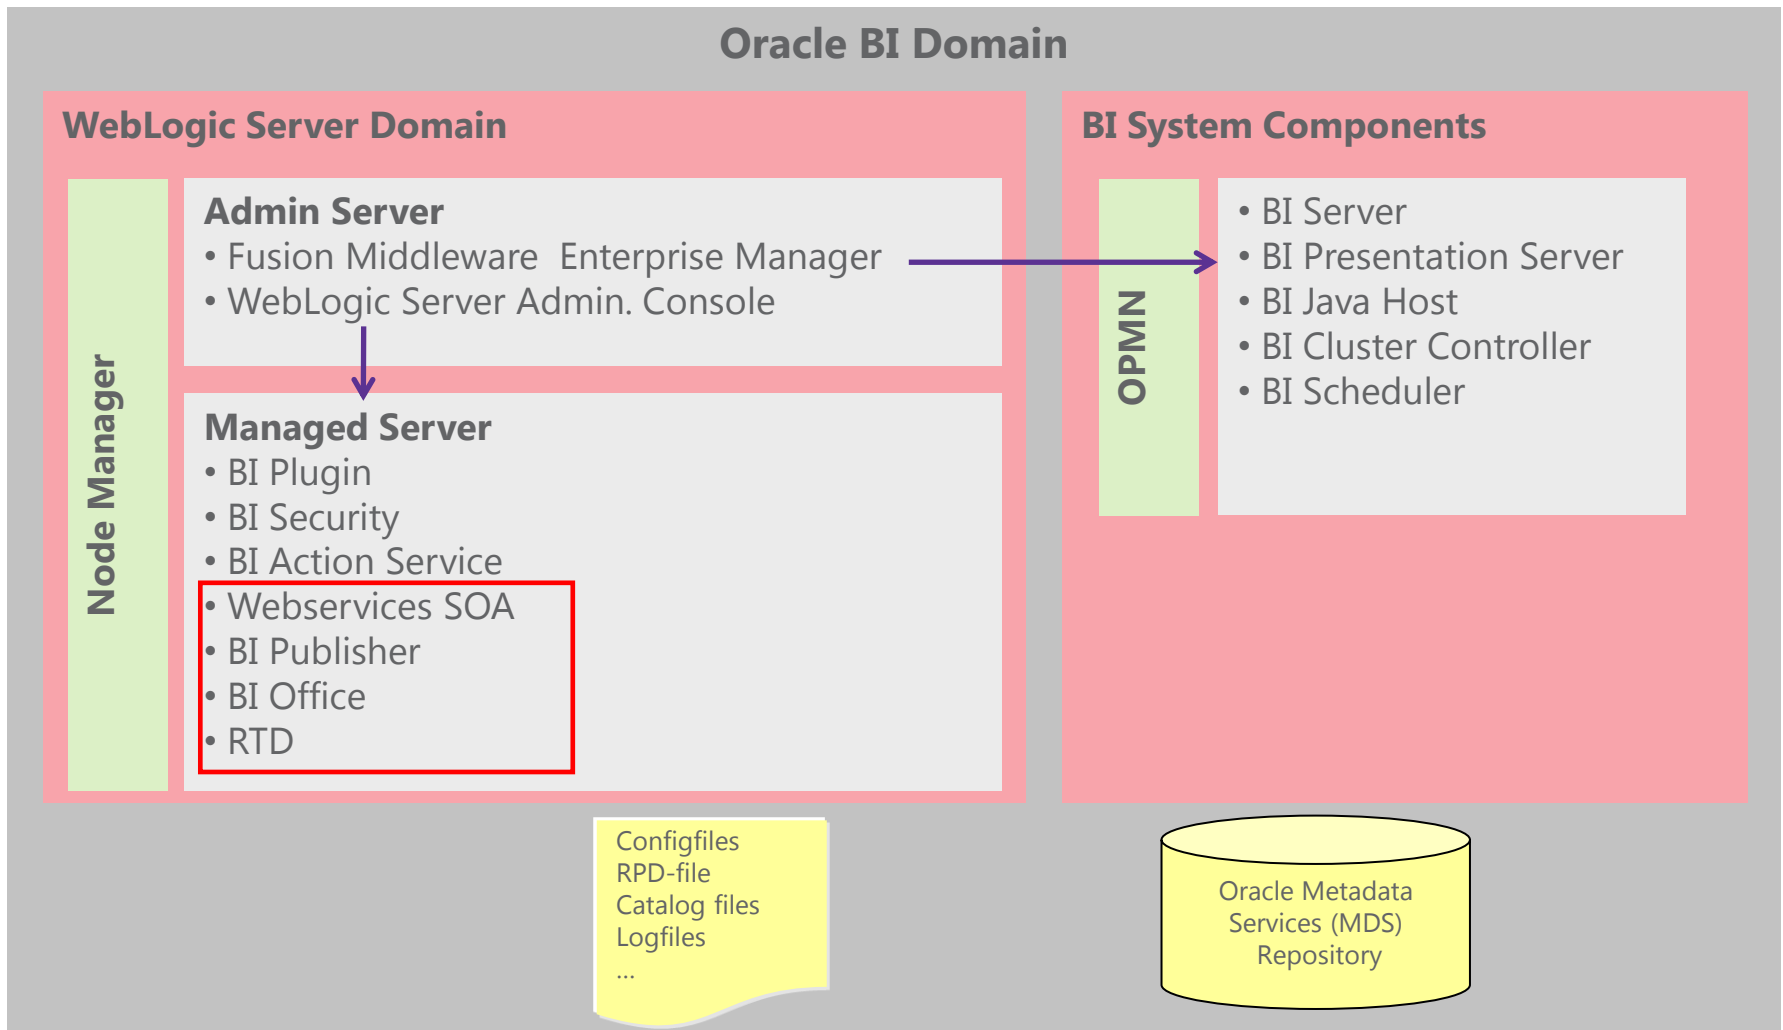 Oracle BI Domain
WebLogic Server Domain
Node Manager
Admin Server
• Fusion Middleware  Enterprise Manager
• WebLogic Server Admin. Console
Managed Server
• BI Plugin
• BI Security
• BI Action Service
• Webservices SOA
• BI Publisher
• BI Office
• RTD
BI System Components
OPMN
• BI Server
• BI Presentation Server
• BI Java Host
• BI Cluster Controller
• BI Scheduler
Configfiles
RPD-file
Catalog files
Logfiles
...
Oracle Metadata
Services (MDS)
Repository